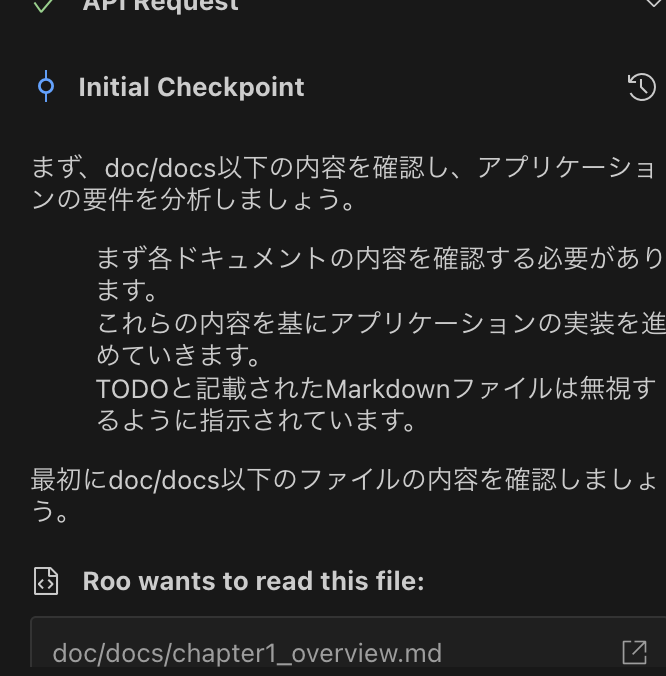 API Request
Initial Checkpoint
まず、doc/docs以下の内容を確認し、アプリケーショ
ンの要件を分析しましょう。
まず各ドキュメントの内容を確認する必要があり
ます。
これらの内容を基にアプリケーションの実装を進
めていきます。
TODOと記載されたMarkdownファイルは無視す
るように指示されています。
最初にdoc/docs以下のファイルの内容を確認しましょ
う。
Roo wants to read this file:
doc/docs/chapter1_overview.md